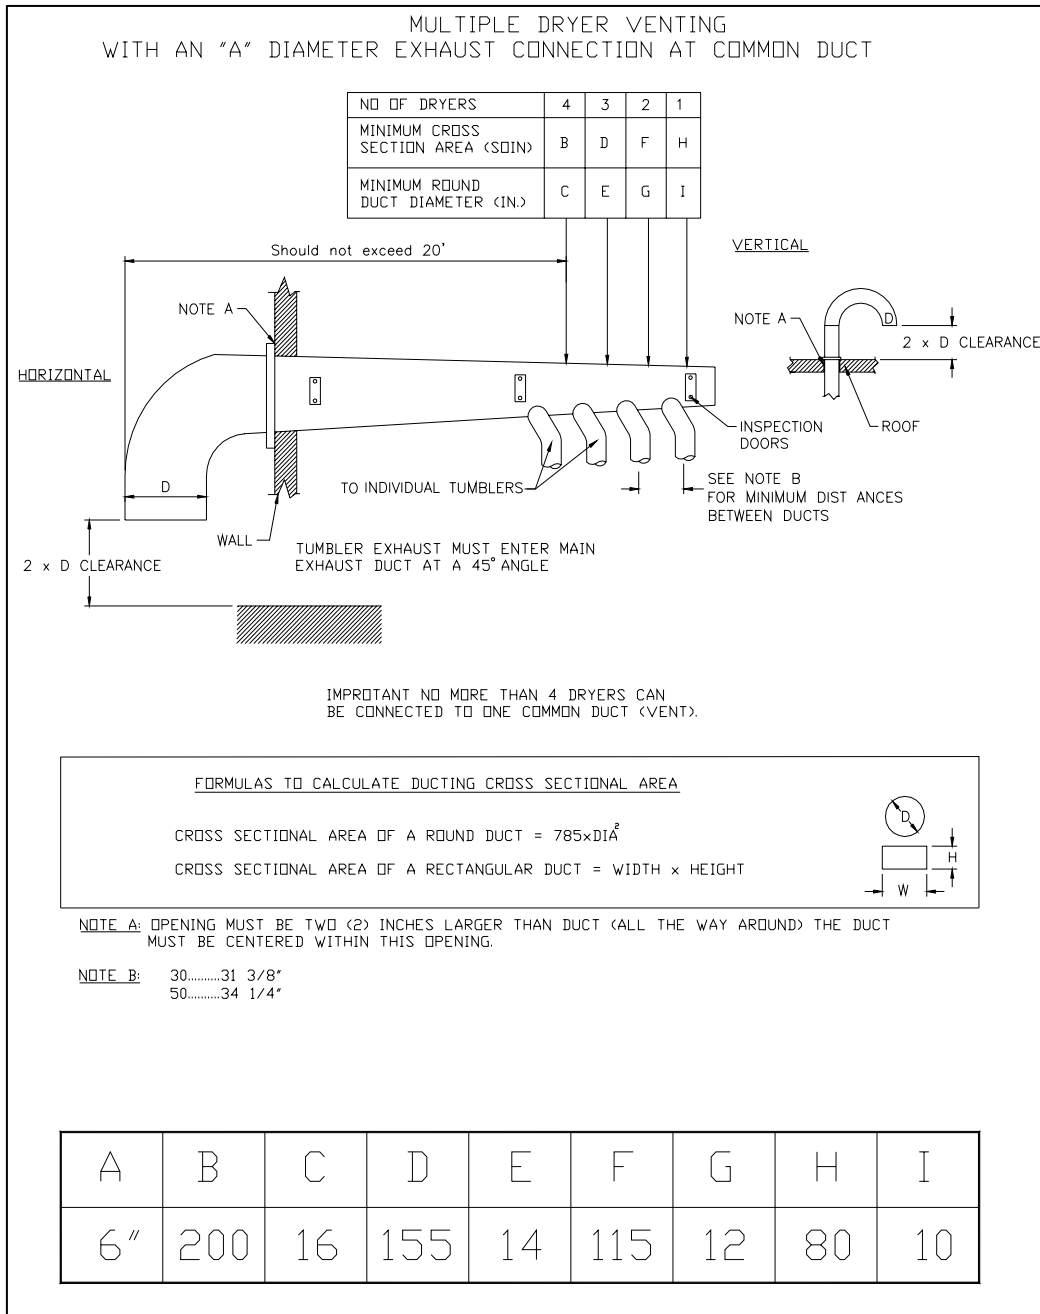 MULTIPLE DRYER VENTING
WITH AN "A" DIAMETER EXHAUST CONNECTION AT COMMON DUCT
NO OF DRYERS 4 3 2 1
MINIMUM CROSS
SECTION AREA (SOIN) B D F H
MINIMUM ROUND
DUCT DIAMETER (IN.) C E G I
Should not exceed 20'
VERTICAL
NOTE A
NOTE A
D
2 x D CLEARANCE
HORIZONTAL
INSPECTION
DOORS
ROOF
D
TO INDIVIDUAL TUMBLERS
SEE NOTE B
FOR MINIMUM DIST ANCES
BETWEEN DUCTS
WALL
2 x D CLEARANCE
TUMBLER EXHAUST MUST ENTER MAIN
EXHAUST DUCT AT A 45° ANGLE
IMPROTANT NO MORE THAN 4 DRYERS CAN
BE CONNECTED TO ONE COMMON DUCT (VENT).
FORMULAS TO CALCULATE DUCTING CROSS SECTIONAL AREA
CROSS SECTIONAL AREA OF A ROUND DUCT = 785xDIA²
CROSS SECTIONAL AREA OF A RECTANGULAR DUCT = WIDTH x HEIGHT
D
H
W
NOTE A: OPENING MUST BE TWO (2) INCHES LARGER THAN DUCT (ALL THE WAY AROUND) THE DUCT
MUST BE CENTERED WITHIN THIS OPENING.
NOTE B: 30.........31 3/8"
50.........34 1/4"
A B C D E F G H I
6" 200 16 155 14 115 12 80 10